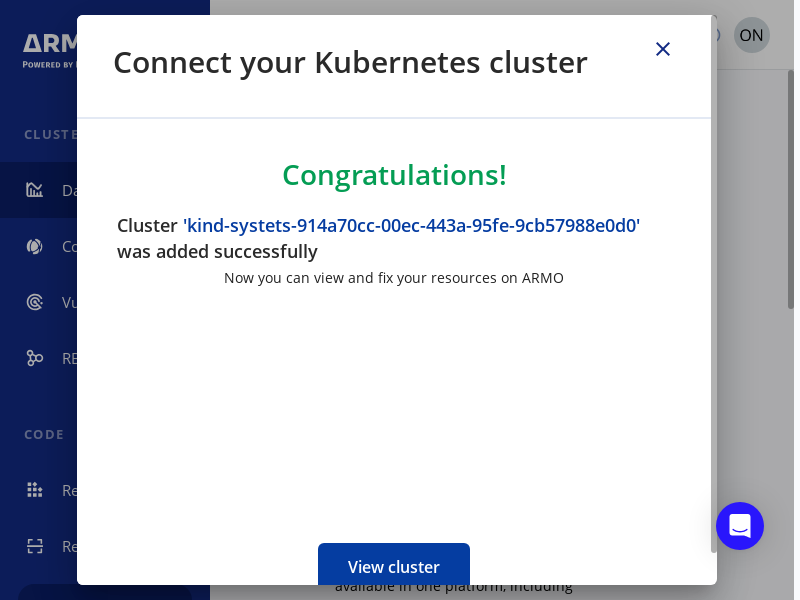 ARM
POWERED BY
ON
Connect your Kubernetes cluster
CLUSTE
Da
Co
Vu
RE
CODE
Re
Re
Congratulations!
Cluster 'kind-systets-914a70cc-00ec-443a-95fe-9cb57988e0d0'
was added successfully
Now you can view and fix your resources on ARMO
View cluster
available in one platform, including